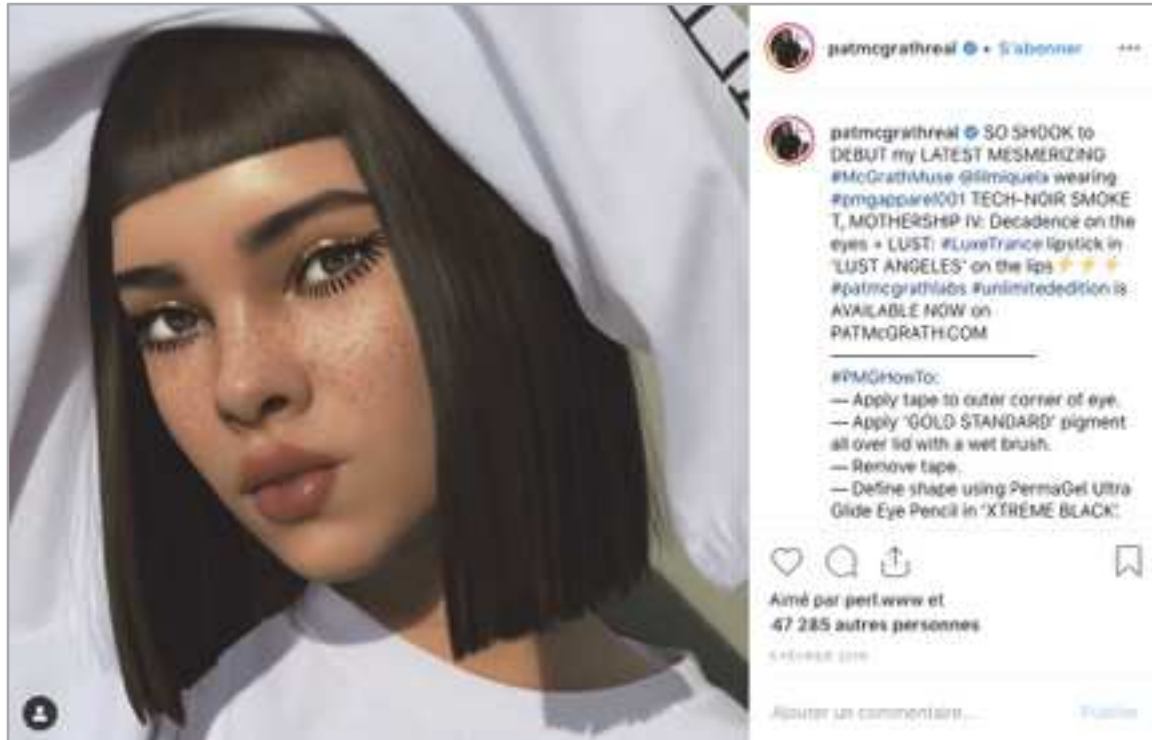 patmcgrathreal • S'abonner
patmcgrathreal SO SHOOK to
DEBUT my LATEST MESMERIZING
#McGrathMuse @lilmiquela wearing
#pmgapparel001 TECH-NOIR SMOKE
T, MOTHERSHIP IV: Decadence on the
eyes + LUST: #LuxeTrance lipstick in
'LUST ANGELES' on the lips⚡⚡⚡
#patmcgrathlabs #unlimitededition is
AVAILABLE NOW on
PATMcGRATH.COM
#PMGHowTo:
— Apply tape to outer corner of eye.
— Apply 'GOLD STANDARD' pigment
all over lid with a wet brush.
— Remove tape.
— Define shape using PermaGel Ultra
Glide Eye Pencil in 'XTREME BLACK'.
Aimé par perl.www et
47 285 autres personnes
FÉVRIER
Ajouter un commentaire...
Publier